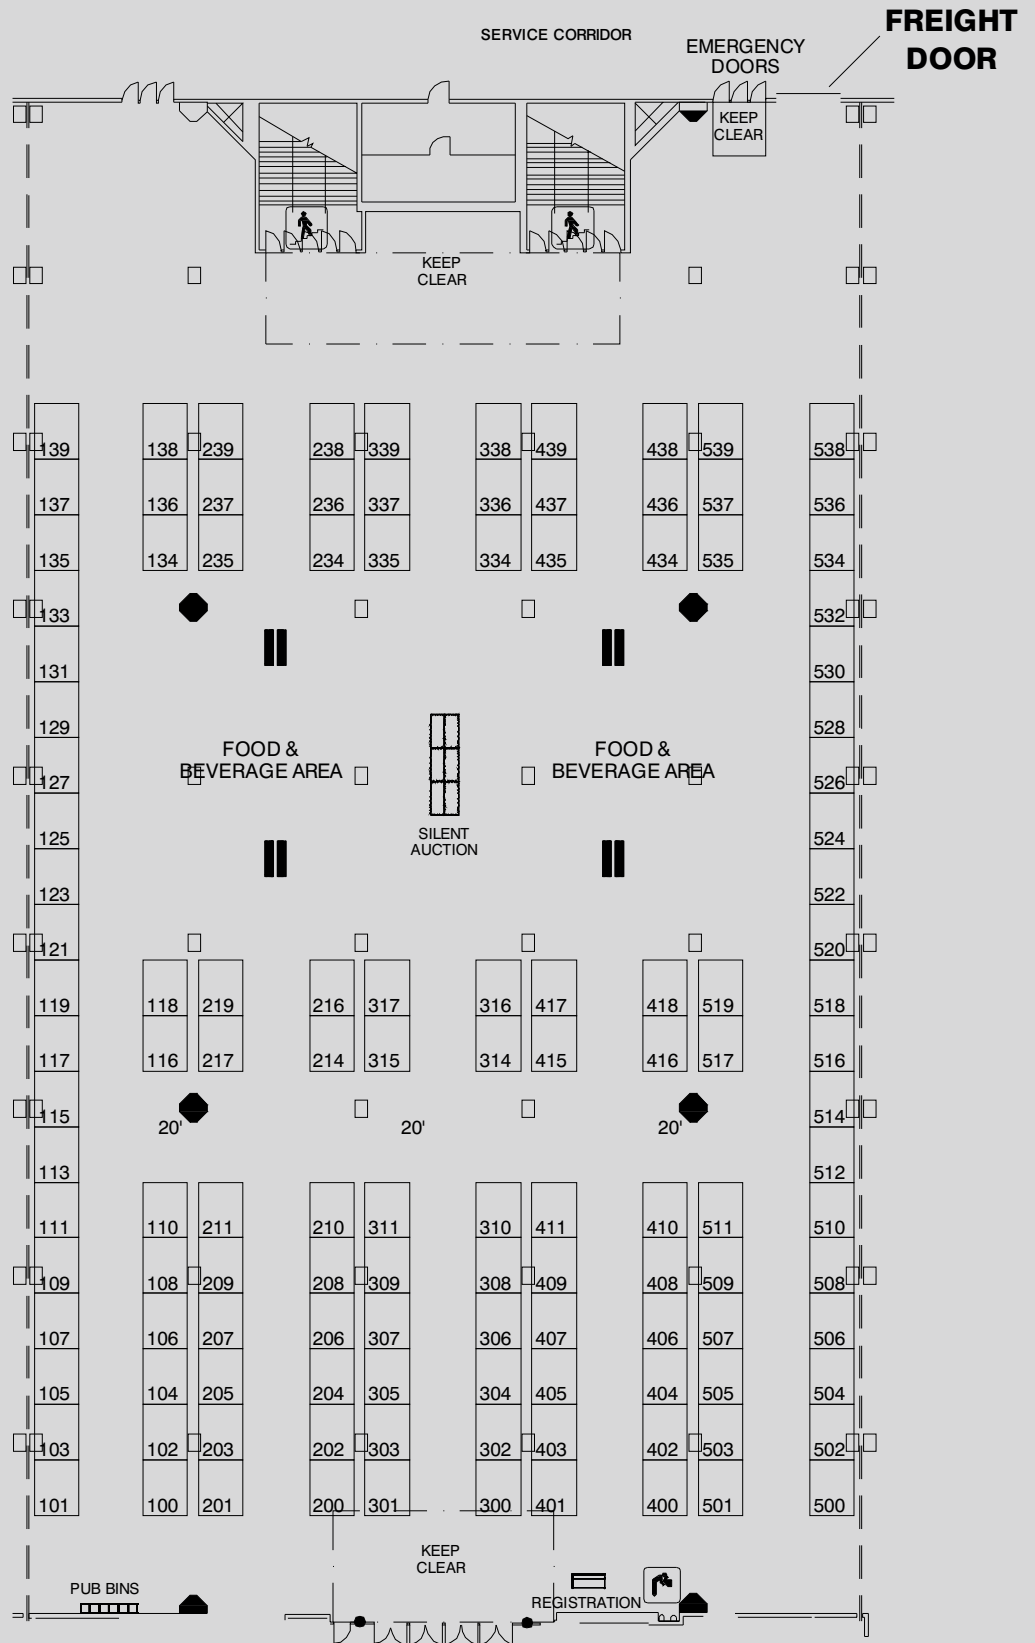 FREIGHT
DOOR
SERVICE CORRIDOR
EMERGENCY
DOORS
KEEP
CLEAR
KEEP
CLEAR
139 138 239 238 339 338 439 438 539 538
137 136 237 236 337 336 437 436 537 536
135 134 235 234 335 334 435 434 535 534
133 532
131 530
129 528
FOOD &
BEVERAGE AREA
FOOD &
BEVERAGE AREA
127 526
SILENT
AUCTION
125 524
123 522
121 520
119 118 219 216 317 316 417 418 519 518
117 116 217 214 315 314 415 416 517 516
115 514
20' 20' 20'
113 512
111 110 211 210 311 310 411 410 511 510
109 108 209 208 309 308 409 408 509 508
107 106 207 206 307 306 407 406 507 506
105 104 205 204 305 304 405 404 505 504
103 102 203 202 303 302 403 402 503 502
101 100 201 200 301 300 401 400 501 500
KEEP
CLEAR
PUB BINS
REGISTRATION